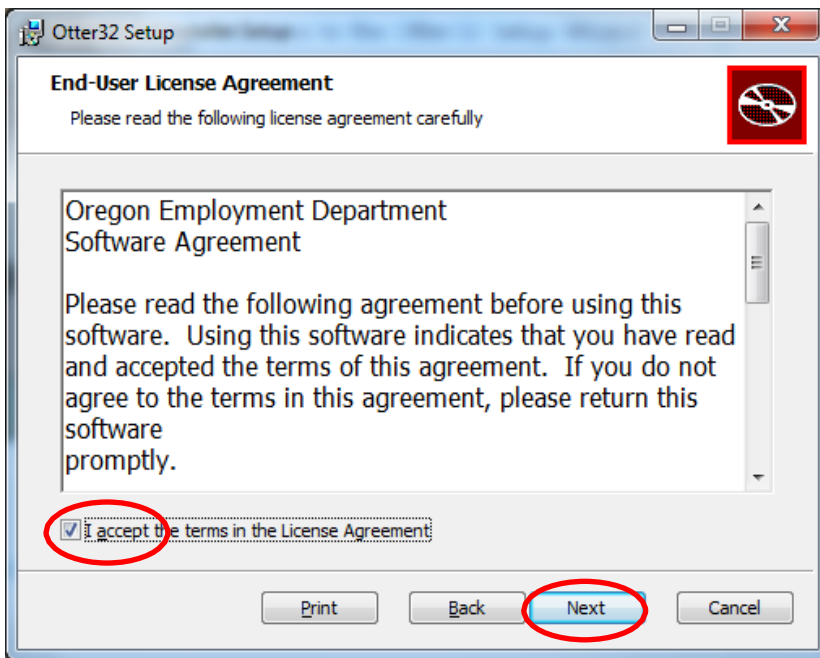 Otter32 Setup
End-User License Agreement
Please read the following license agreement carefully
Oregon Employment Department
Software Agreement
Please read the following agreement before using this
software.  Using this software indicates that you have read
and accepted the terms of this agreement.  If you do not
agree to the terms in this agreement, please return this
software
promptly.
I accept the terms in the License Agreement
Print Back Next Cancel